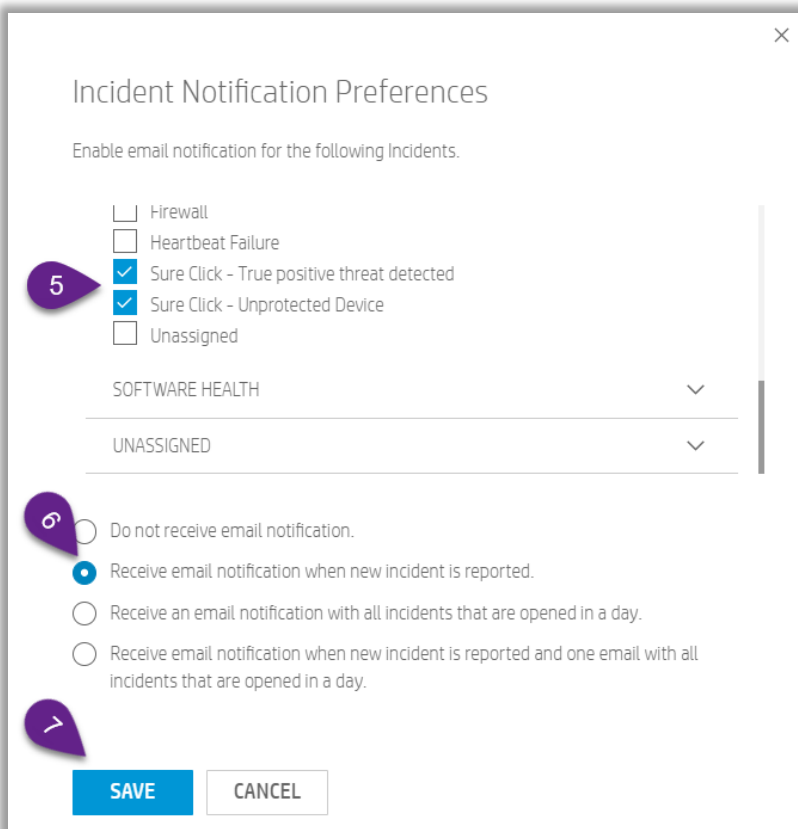 Incident Notification Preferences
Enable email notification for the following Incidents.
Firewall
Heartbeat Failure
5
Sure Click - True positive threat detected
Sure Click - Unprotected Device
Unassigned
SOFTWARE HEALTH
UNASSIGNED
6
Do not receive email notification.
Receive email notification when new incident is reported.
Receive an email notification with all incidents that are opened in a day.
Receive email notification when new incident is reported and one email with all
incidents that are opened in a day.
7
SAVE
CANCEL